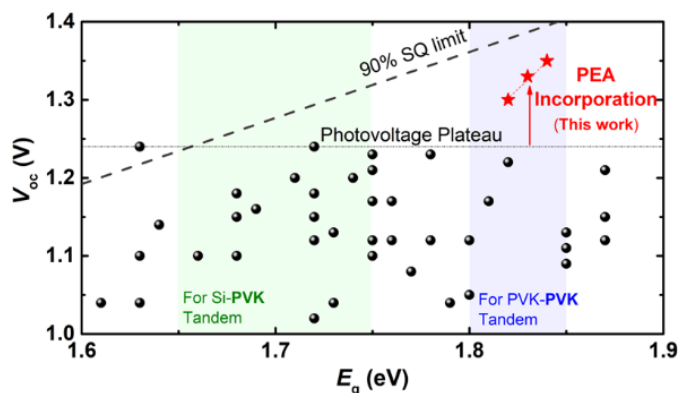 1.4
1.3
1.2
1.1
1.0
V_oc (V)
90% SQ limit
PEA
Incorporation
(This work)
Photovoltage Plateau
For Si-PVK
Tandem
For PVK-PVK
Tandem
1.6
1.7
1.8
1.9
E_g (eV)